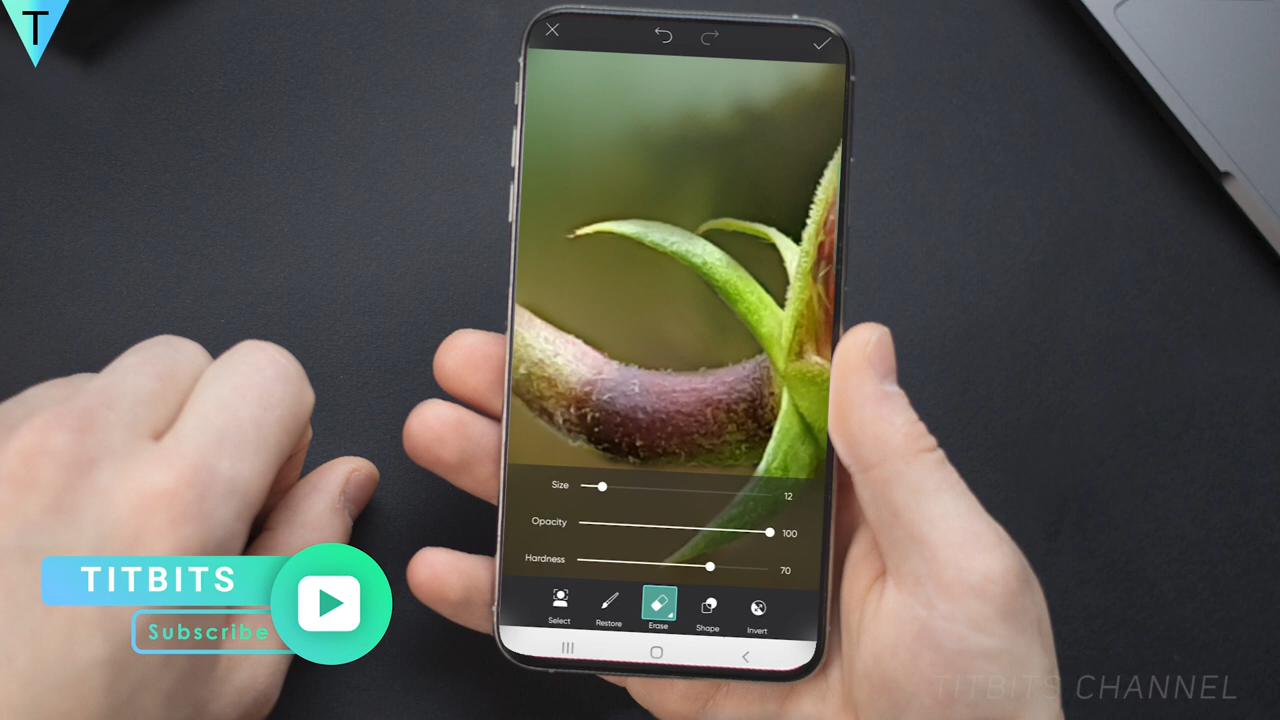 T
Size
12
Opacity
100
Hardness
70
Select
Restore
Erase
Shape
Invert
TITBITS
Subscribe
TITBITS CHANNEL